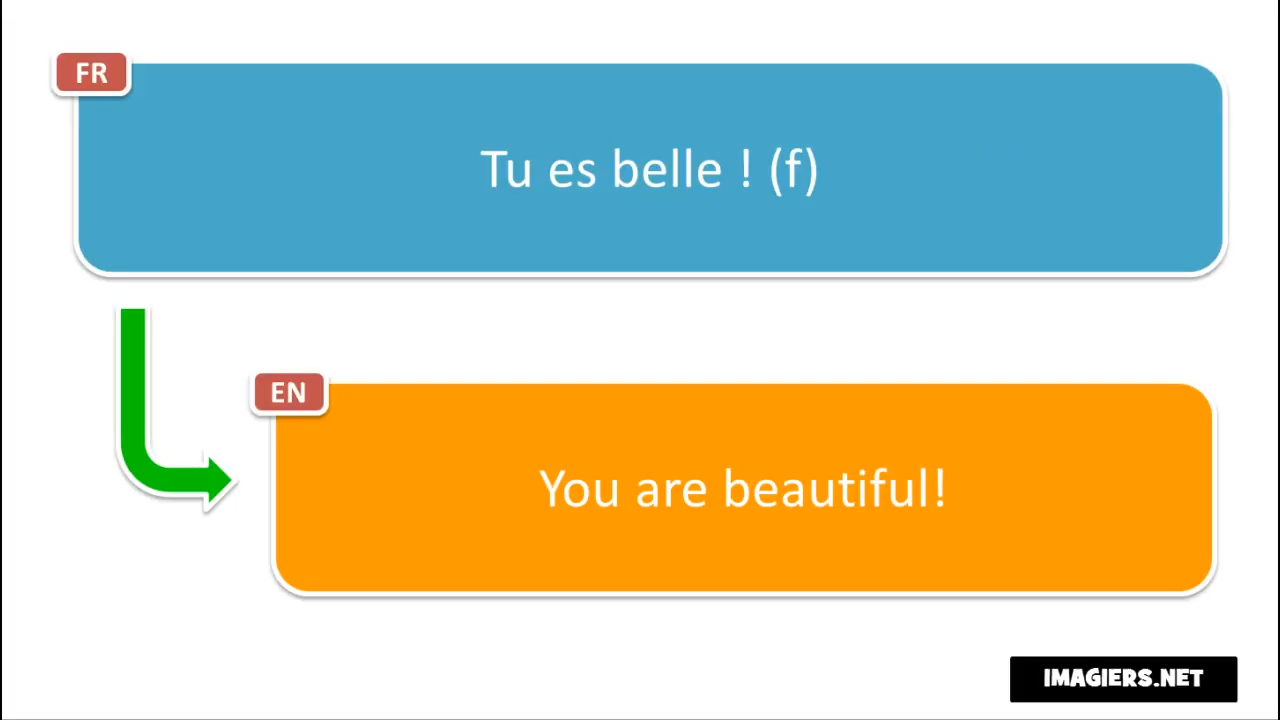 FR
Tu es belle ! (f)
EN
You are beautiful!
IMAGIERS.NET